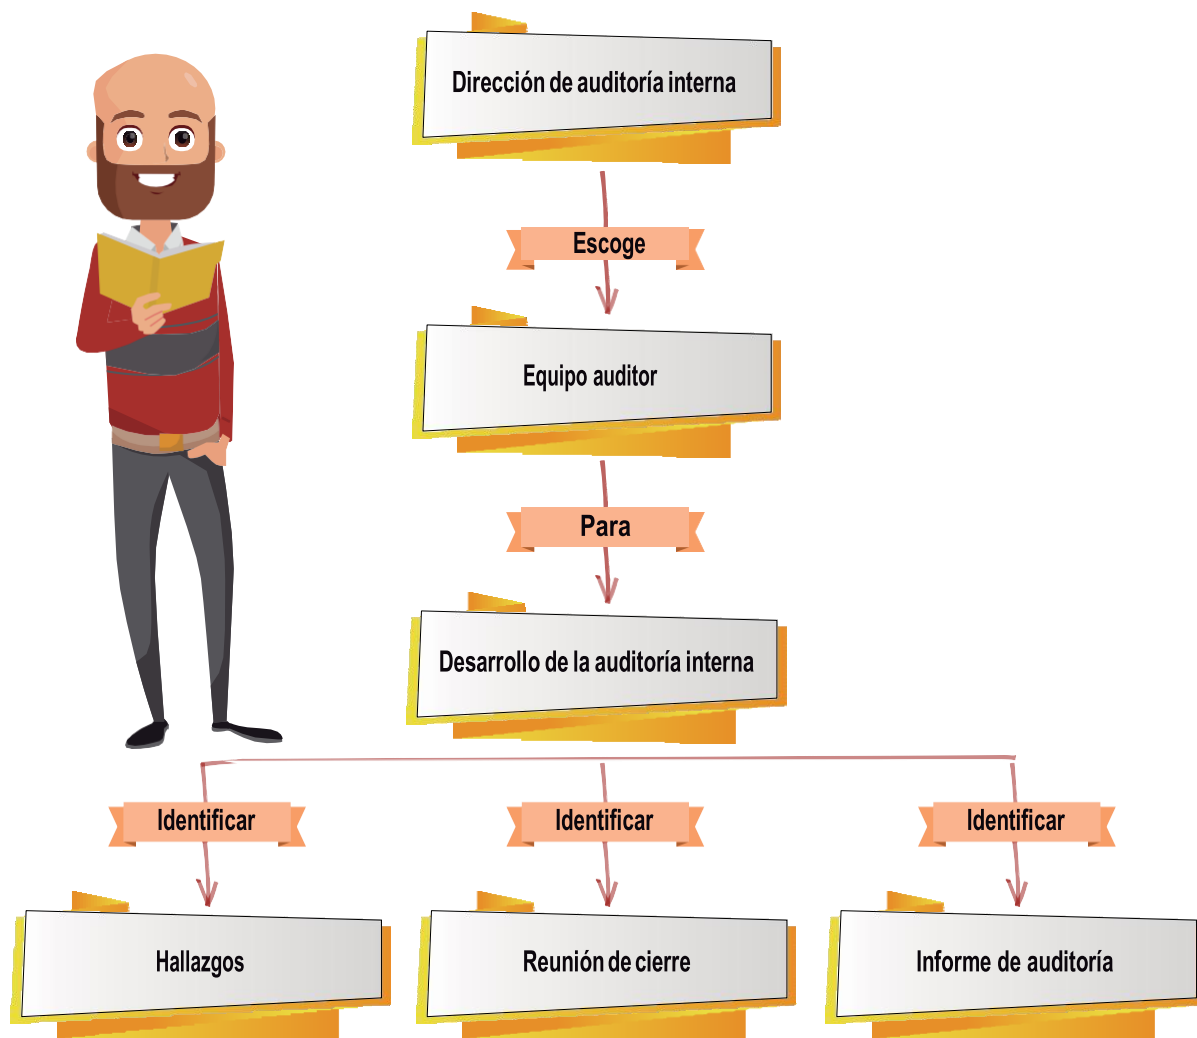 Dirección de auditoría interna
Escoge
Equipo auditor
Para
Desarrollo de la auditoría interna
Identificar
Identificar
Identificar
Hallazgos
Reunión de cierre
Informe de auditoría